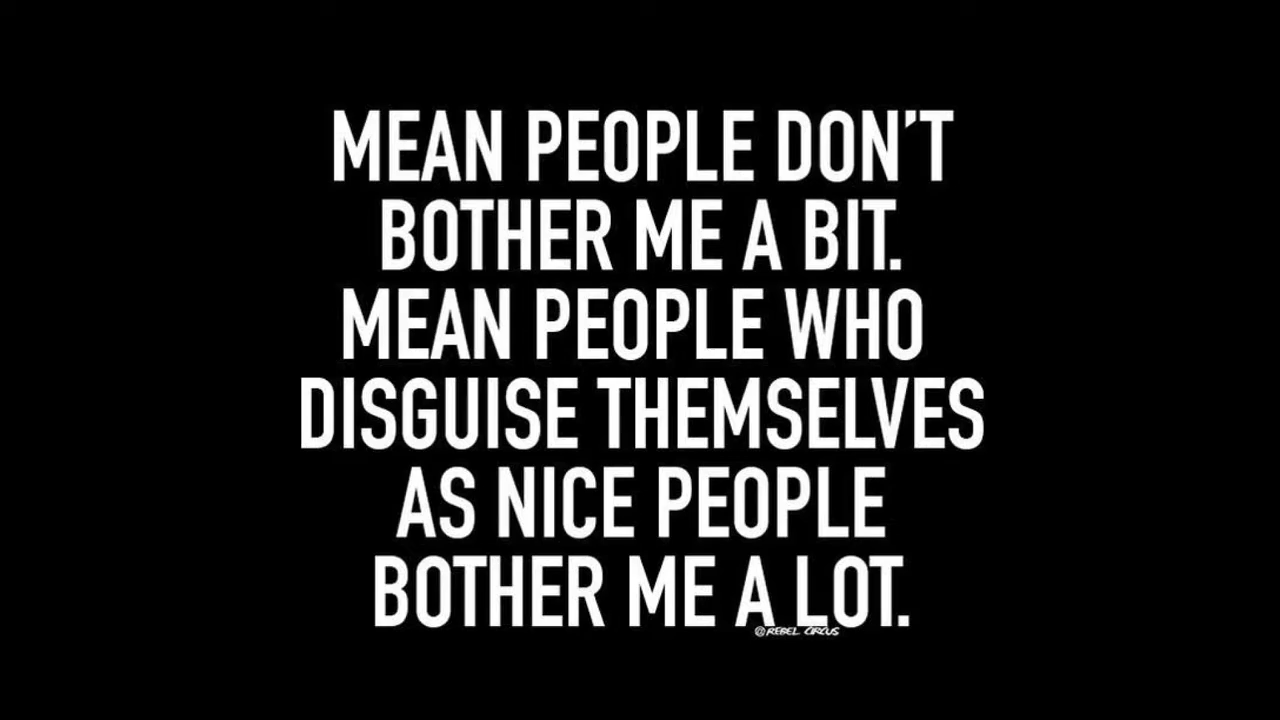 MEAN PEOPLE DON'T
BOTHER ME A BIT.
MEAN PEOPLE WHO
DISGUISE THEMSELVES
AS NICE PEOPLE
BOTHER ME A LOT.
@REBEL CIRCUS